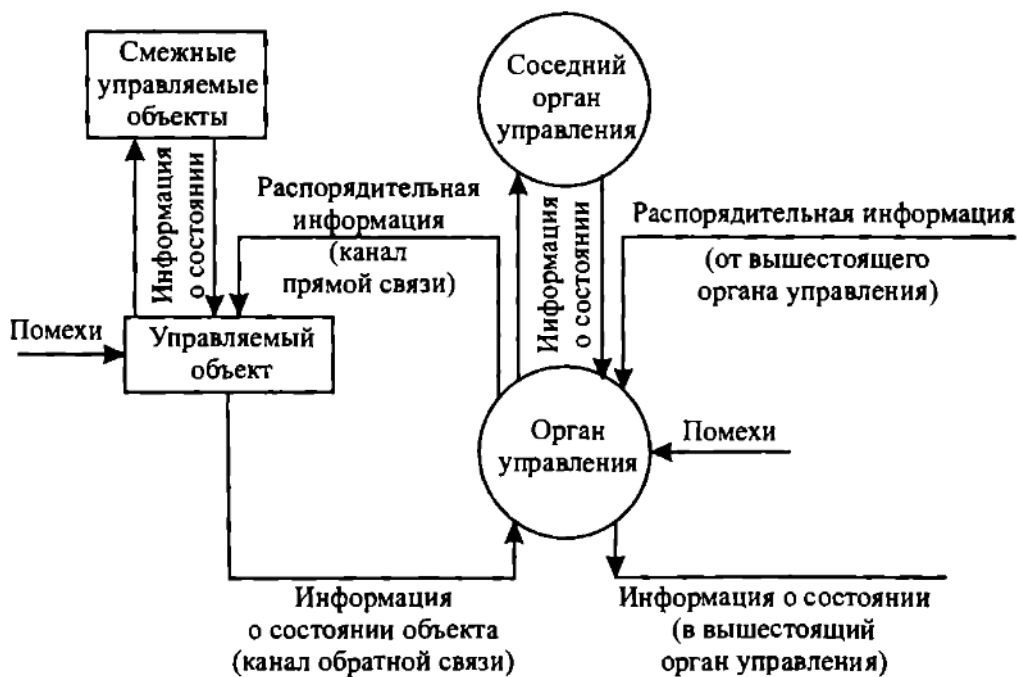 Смежные
управляемые
объекты
Соседний
орган
управления
Информация
о состоянии
Распорядительная
информация
(канал
прямой связи)
Ииформация
о состоянии
Распорядительная информация
(от вышестоящего
органа управления)
Помехи
Управляемый
объект
Орган
управления
Помехи
Информация
о состоянии объекта
(канал обратной связи)
Информация о состоянии
(в вышестоящий
орган управления)